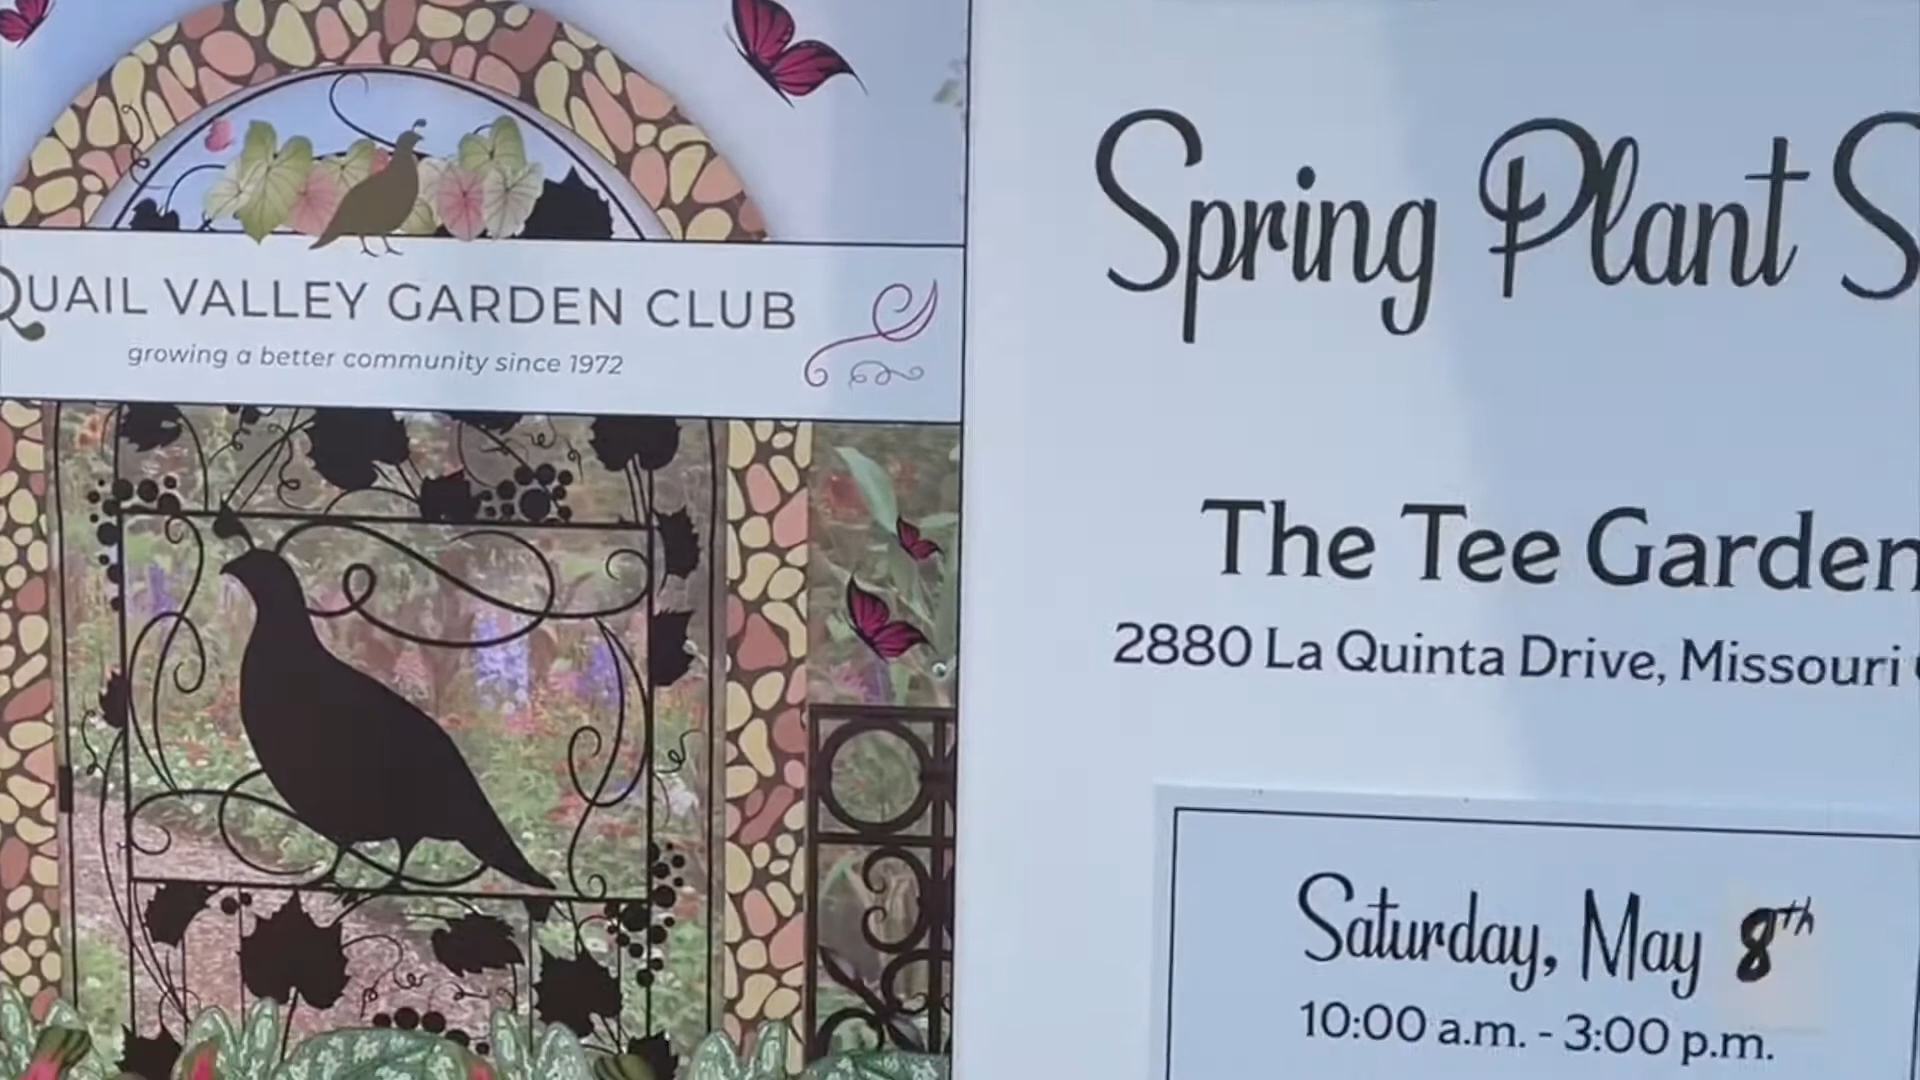 QUAIL VALLEY GARDEN CLUB
growing a better community since 1972
Spring Plant S
The Tee Garden
2880 La Quinta Drive, Missouri
Saturday, May 8th
10:00 a.m. - 3:00 p.m.